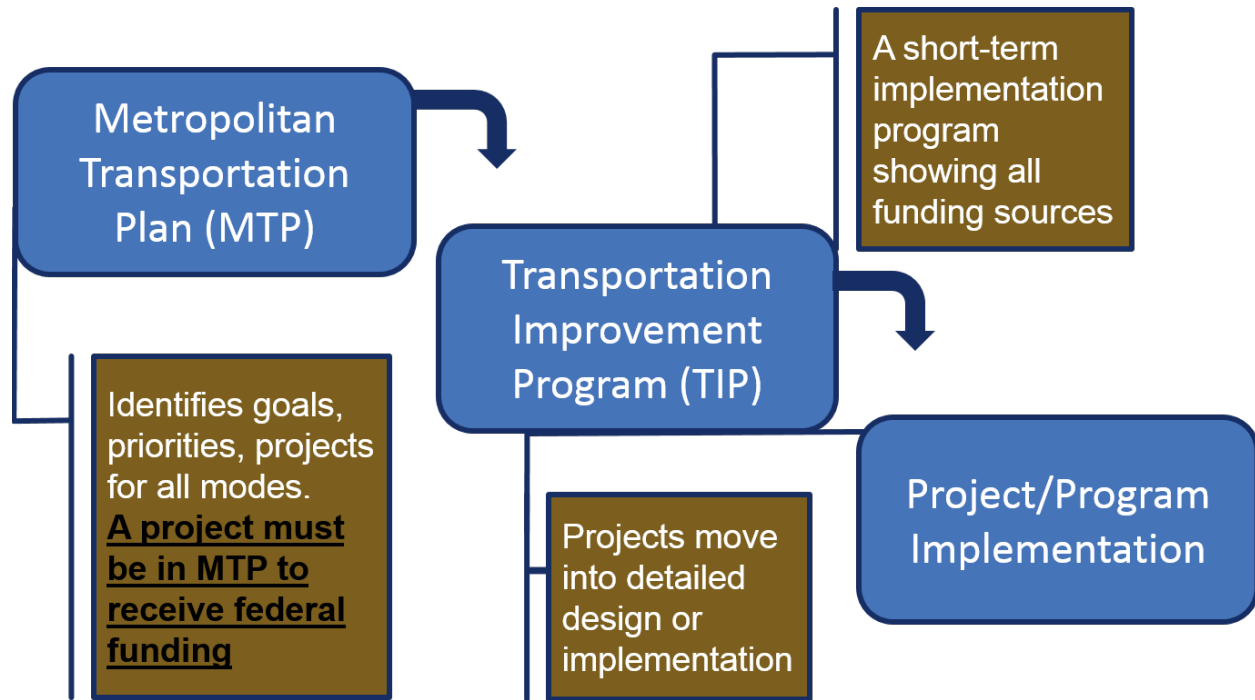 Metropolitan
Transportation
Plan (MTP)
Identifies goals,
priorities, projects
for all modes.
A project must
be in MTP to
receive federal
funding
A short-term
implementation
program
showing all
funding sources
Transportation
Improvement
Program (TIP)
Projects move
into detailed
design or
implementation
Project/Program
Implementation